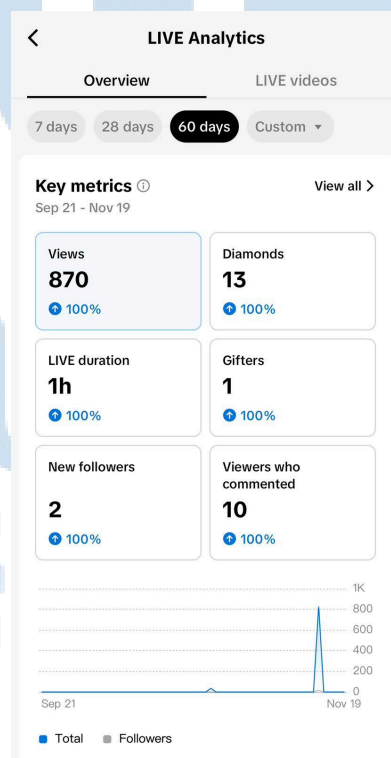 LIVE Analytics
Overview
LIVE videos
7 days
28 days
60 days
Custom
Key metrics
View all
Sep 21 - Nov 19
Views
870
100%
Diamonds
13
100%
LIVE duration
1h
100%
Gifters
1
100%
New followers
2
100%
Viewers who
commented
10
100%
1K
800
600
400
200
0
Sep 21
Nov 19
Total
Followers